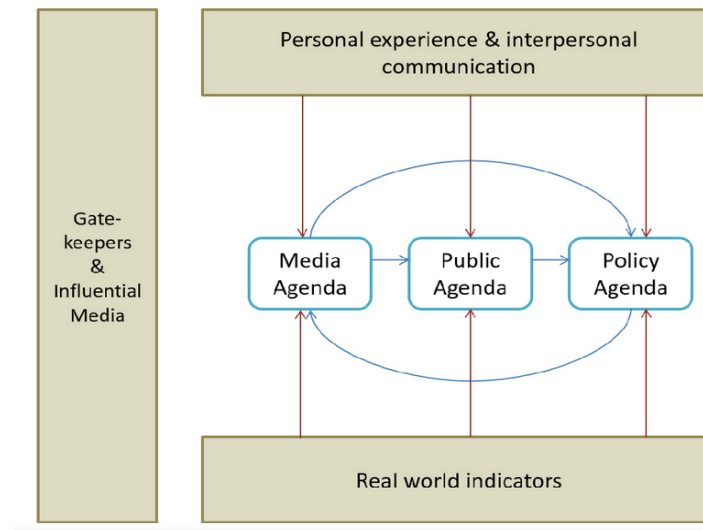 Personal experience & interpersonal
communication
Gate-
keepers
&
Influential
Media
Media
Agenda
Public
Agenda
Policy
Agenda
Real world indicators